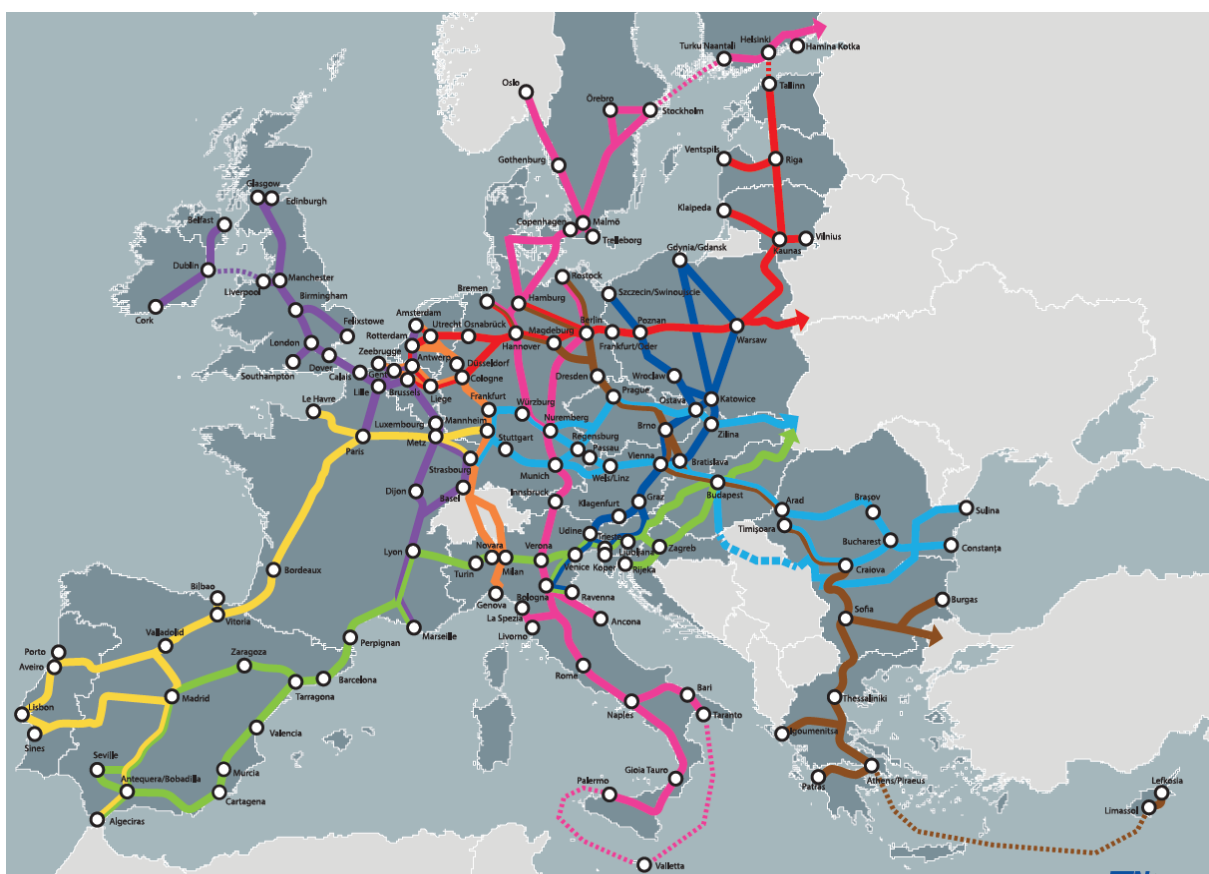 Helsinki
Turku Naantali
Hamina Kotka
Tallinn
Oslo
Örebro
Stockholm
Ventspils
Riga
Gothenburg
Klaipeda
Glasgow
Edinburgh
Belfast
Copenhagen
Malmö
Trelleborg
Kaunas
Vilnius
Gdynia/Gdansk
Dublin
Liverpool
Manchester
Rostock
Cork
Birmingham
Bremen
Hamburg
Szczecin/Swinoujscie
Felixstowe
Amsterdam
Utrecht
Osnabrück
Berlin
Poznan
Rotterdam
Magdeburg
London
Zeebrugge
Hannover
Frankfurt/Oder
Warsaw
Dover
Antwerp
Düsseldorf
Southampton
Calais
Gent
Cologne
Dresden
Wroclaw
Lille
Brussels
Liege
Prague
Katowice
Le Havre
Frankfurt
Würzburg
Ostava
Luxembourg
Mannheim
Nuremberg
Brno
Zilina
Paris
Metz
Stuttgart
Regensburg
Passau
Strasbourg
Munich
Wels/Linz
Vienna
Bratislava
Dijon
Basel
Innsbruck
Klagenfurt
Graz
Budapest
Arad
Braşov
Sulina
Timişoara
Udine
Trieste
Bucharest
Constanţa
Lyon
Novara
Verona
Ljubljana
Zagreb
Turin
Milan
Venice
Koper
Rijeka
Craiova
Bordeaux
Genova
Bologna
Ravenna
Bilbao
Vitoria
La Spezia
Livorno
Ancona
Sofia
Burgas
Marseille
Perpignan
Valladolid
Porto
Aveiro
Zaragoza
Barcelona
Tarragona
Rome
Madrid
Lisbon
Sines
Valencia
Naples
Bari
Taranto
Thessaliniki
Igoumenitsa
Seville
Antequera/Bobadilla
Murcia
Cartagena
Algeciras
Palermo
Gioia Tauro
Patras
Athens/Piraeus
Lefkosia
Limassol
Valletta